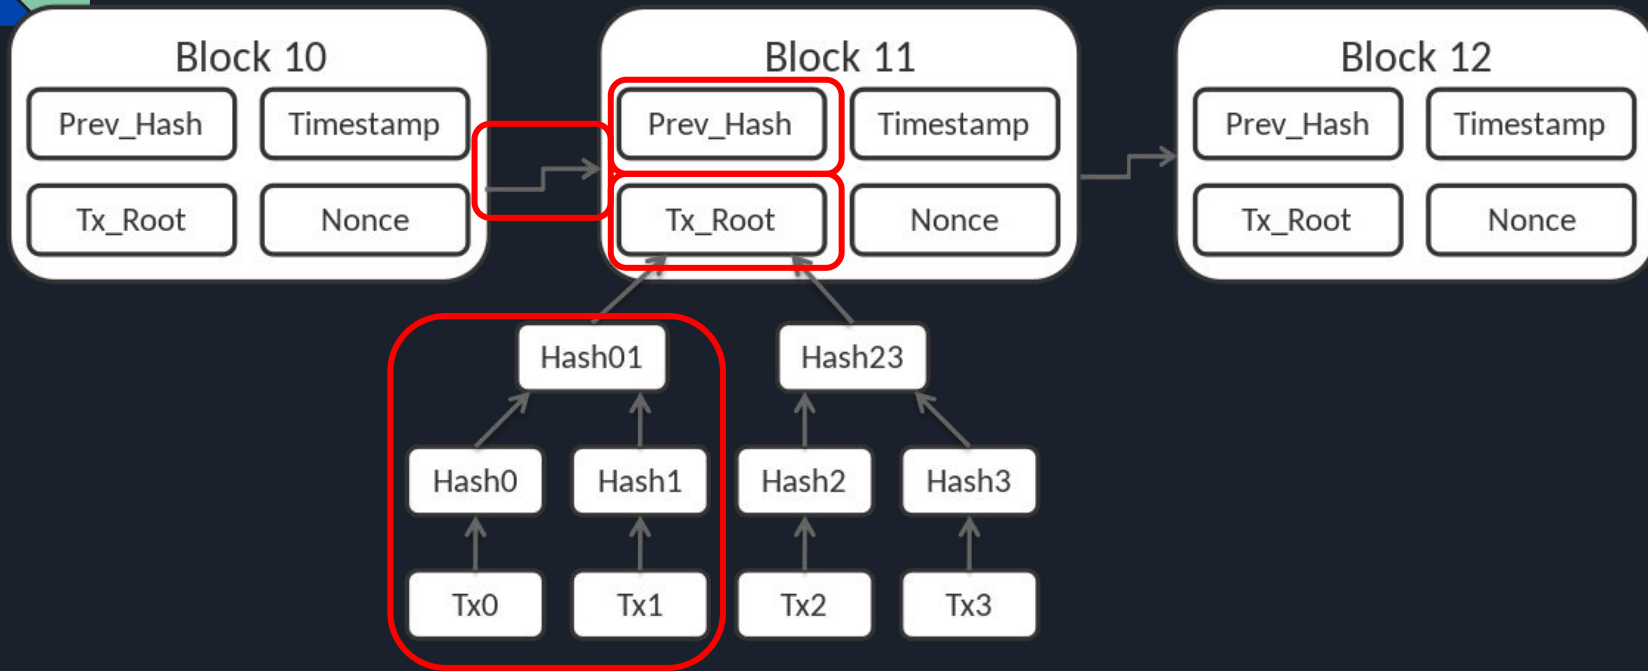 Block 10
Block 11
Block 12
Prev_Hash
Timestamp
Prev_Hash
Timestamp
Prev_Hash
Timestamp
Tx_Root
Nonce
Tx_Root
Nonce
Tx_Root
Nonce
Hash01
Hash23
Hash0
Hash1
Hash2
Hash3
Tx0
Tx1
Tx2
Tx3